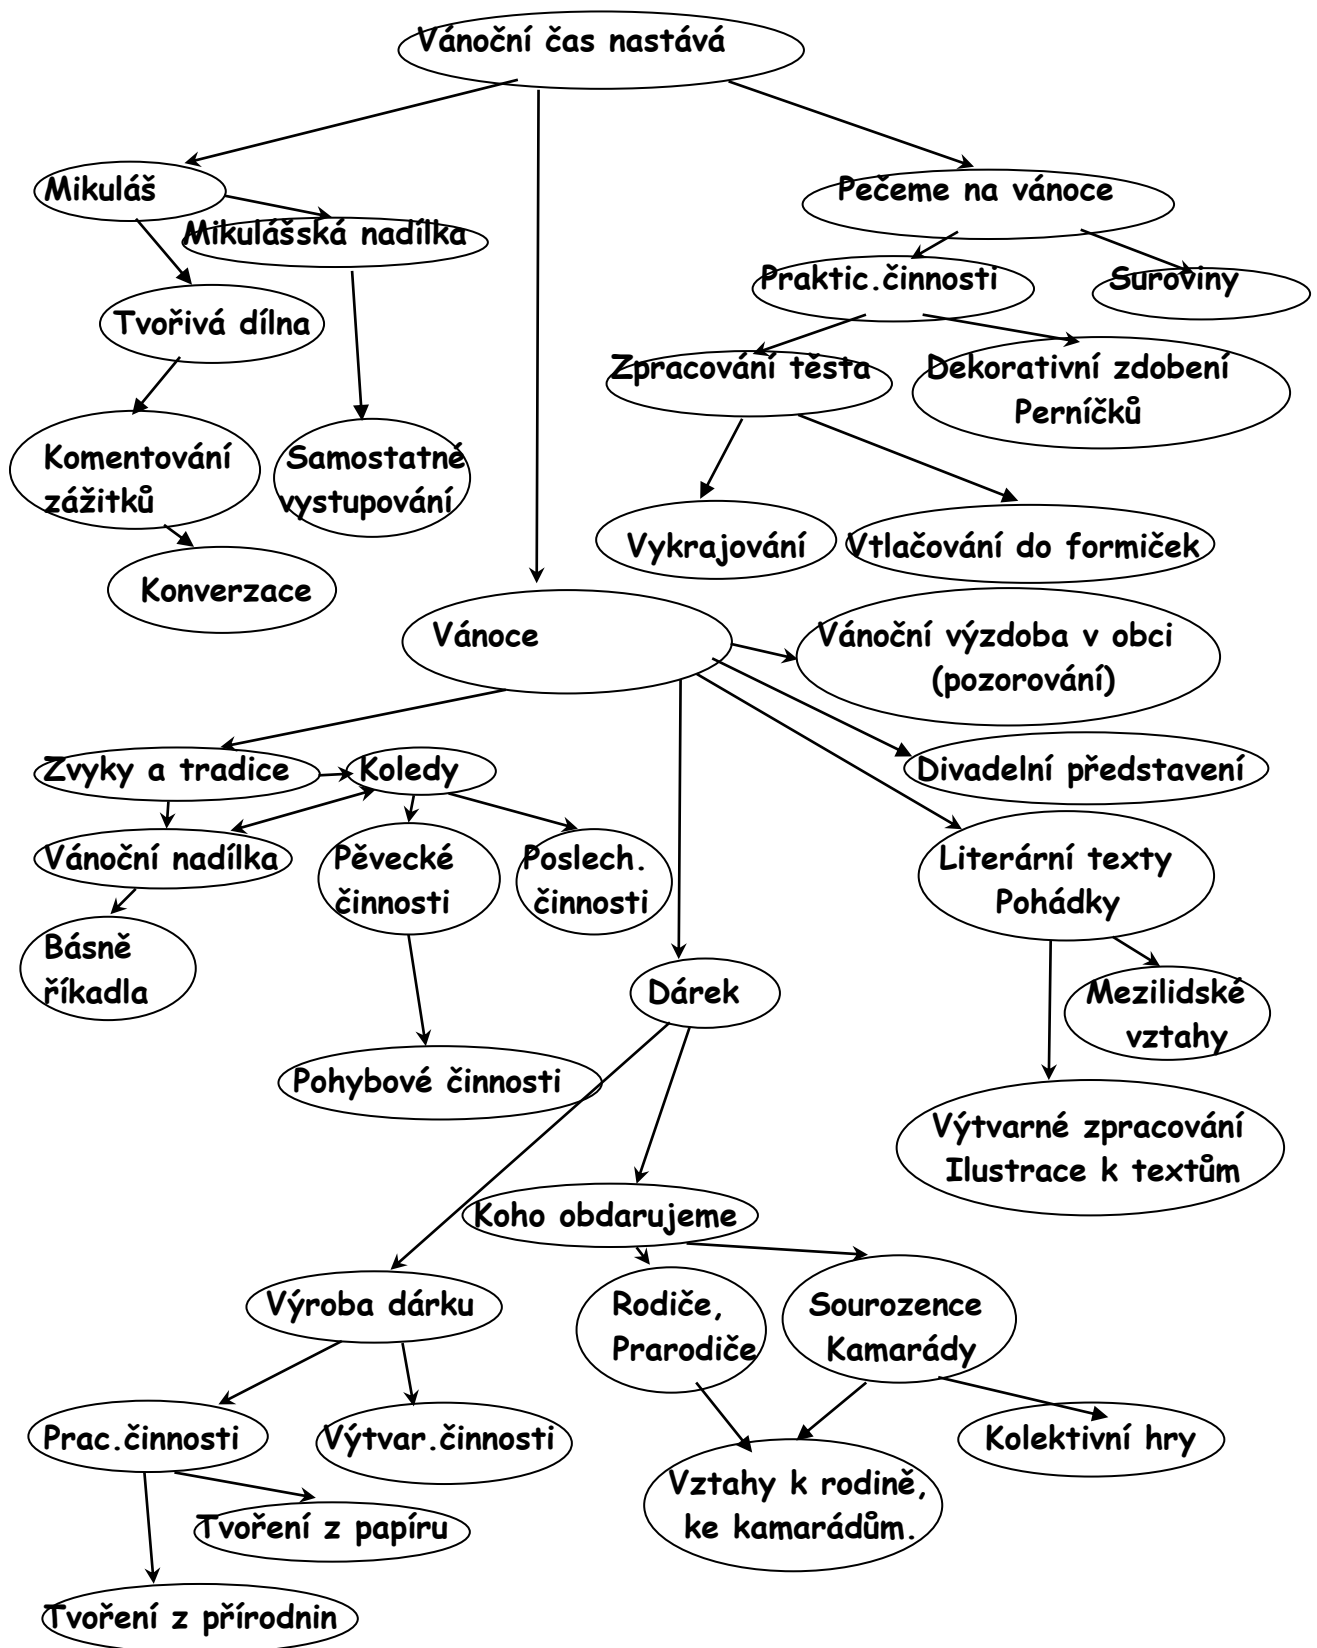 Vánoční čas nastává
Mikuláš
Pečeme na vánoce
Mikulášská nadílka
Praktic.činnosti
Suroviny
Tvořivá dílna
Zpracování těsta
Dekorativní zdobení
Perníčků
Komentování
zážitků
Samostatné
vystupování
Vykrajování
Vtlačování do formiček
Konverzace
Vánoce
Vánoční výzdoba v obci
(pozorování)
Zvyky a tradice
Koledy
Divadelní představení
Vánoční nadílka
Pěvecké
činnosti
Poslech.
činnosti
Literární texty
Pohádky
Básně
říkadla
Dárek
Mezilidské
vztahy
Pohybové činnosti
Výtvarné zpracování
Ilustrace k textům
Koho obdarujeme
Výroba dárku
Rodiče,
Prarodiče
Sourozence
Kamarády
Prac.činnosti
Výtvar.činnosti
Kolektivní hry
Vztahy k rodině,
ke kamarádům.
Tvoření z papíru
Tvoření z přírodnin